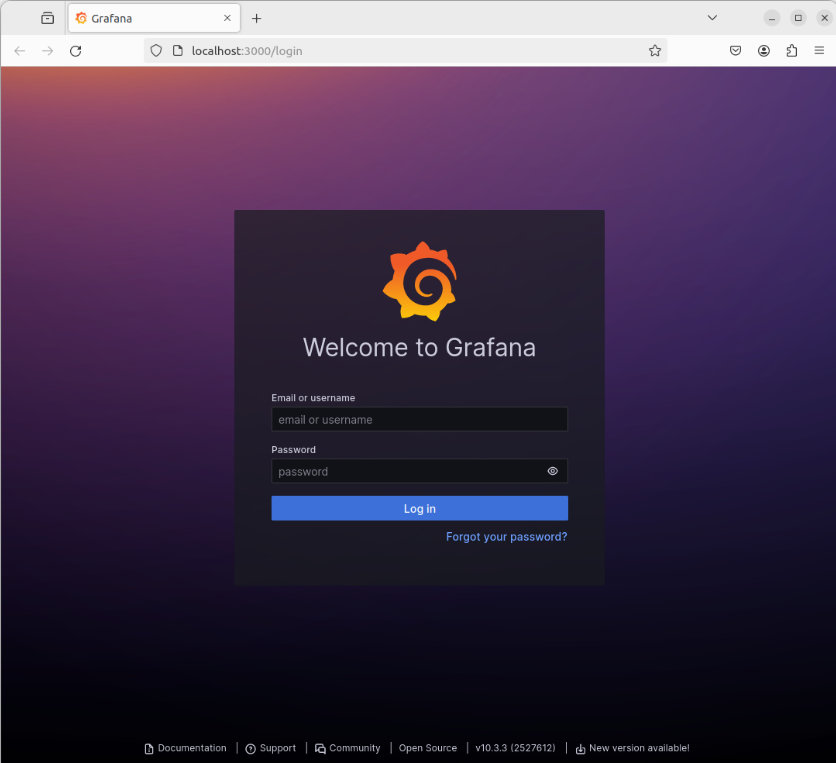 Grafana
localhost:3000/login
Welcome to Grafana
Email or username
email or username
Password
password
Log in
Forgot your password?
Documentation | Support | Community | Open Source | v10.3.3 (2527612) | New version available!